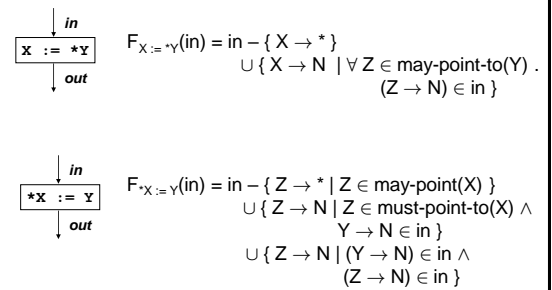 in
X := *Y
out
F_{X := *Y}(in) = in – { X → * }
∪ { X → N | ∀ Z ∈ may-point-to(Y) .
(Z → N) ∈ in }
in
*X := Y
out
F_{*X := Y}(in) = in – { Z → * | Z ∈ may-point(X) }
∪ { Z → N | Z ∈ must-point-to(X) ∧
Y → N ∈ in }
∪ { Z → N | (Y → N) ∈ in ∧
(Z → N) ∈ in }